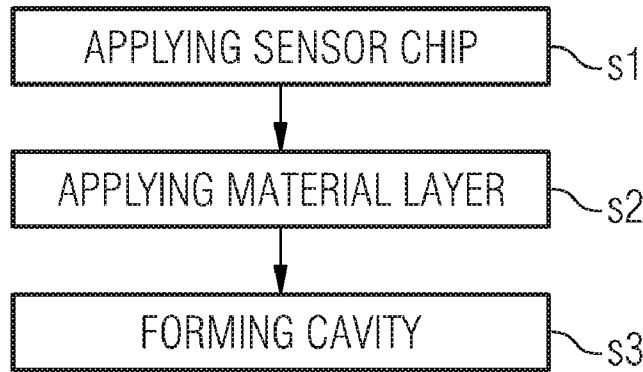 APPLYING SENSOR CHIP
s1
APPLYING MATERIAL LAYER
s2
FORMING CAVITY
s3